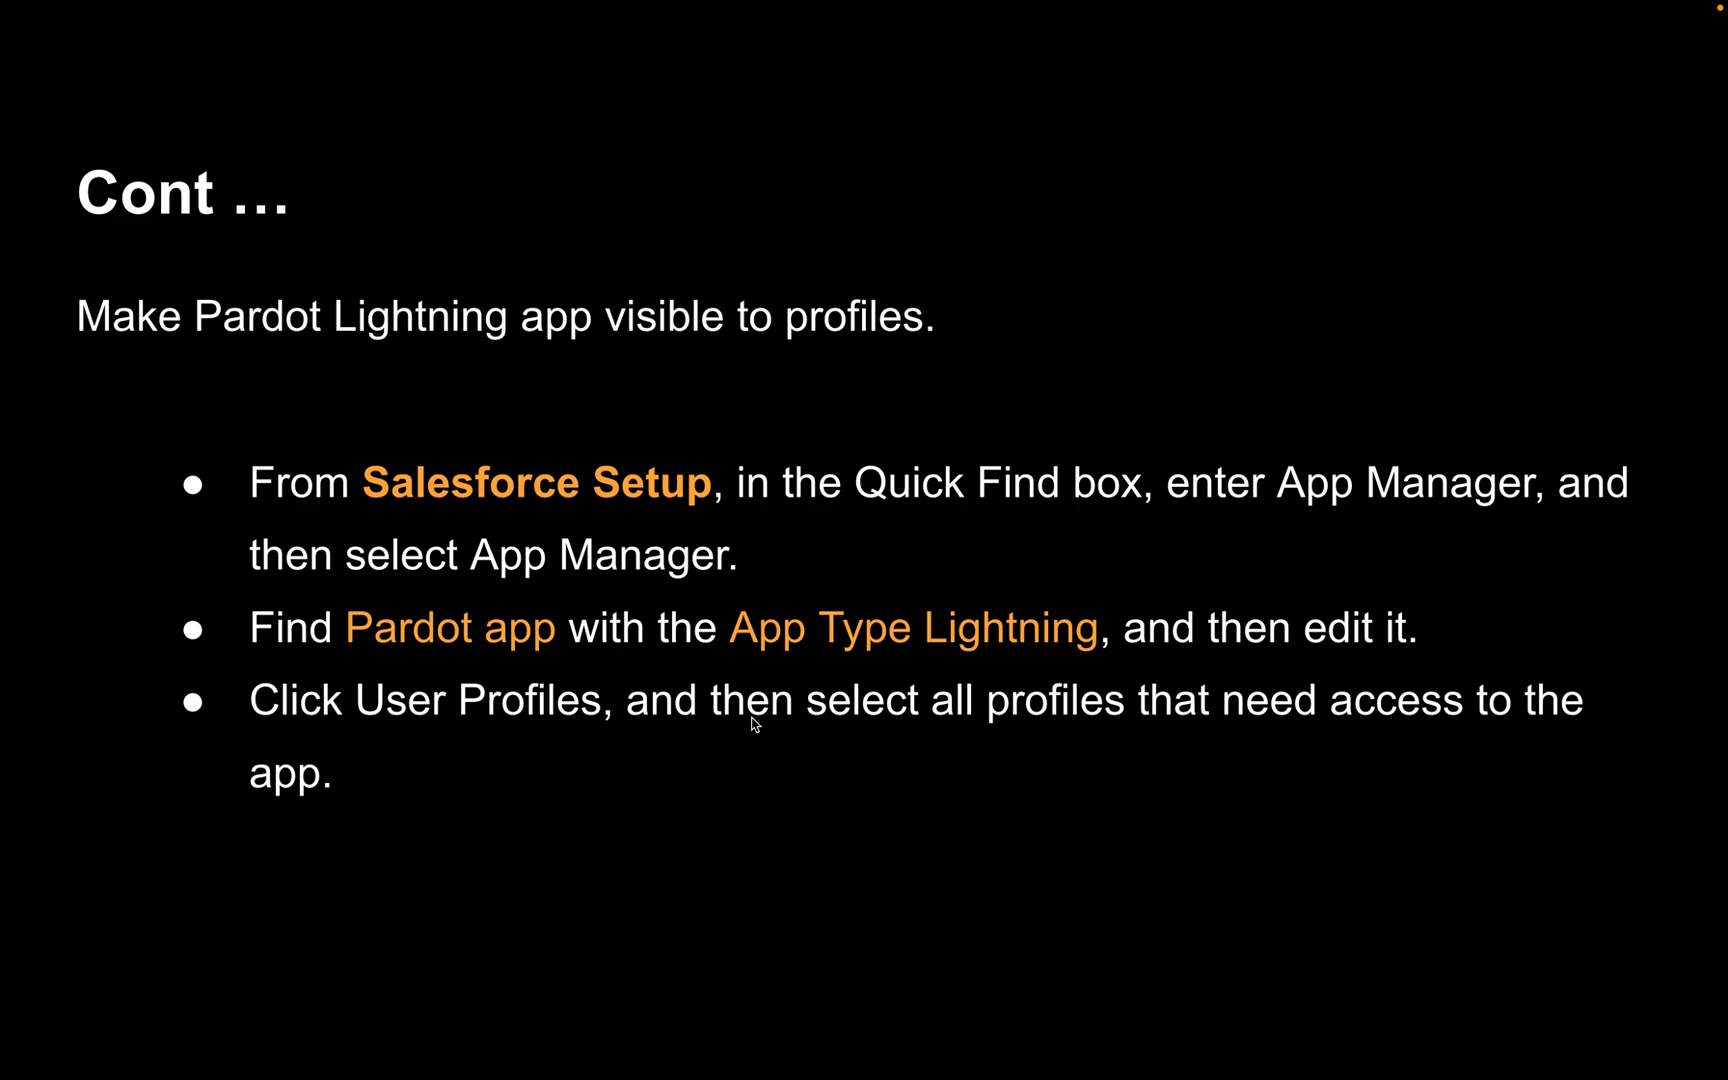 Cont …
Make Pardot Lightning app visible to profiles.
● From Salesforce Setup, in the Quick Find box, enter App Manager, and
then select App Manager.
● Find Pardot app with the App Type Lightning, and then edit it.
● Click User Profiles, and then select all profiles that need access to the
app.